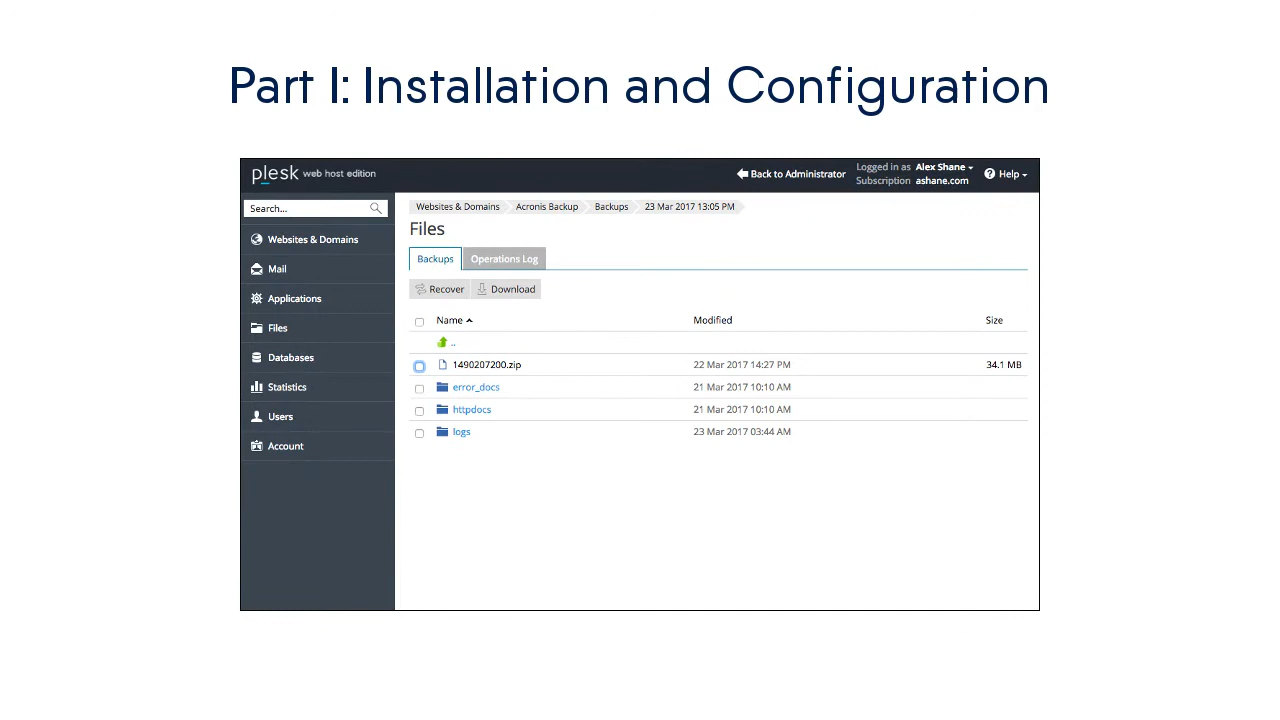 Part I: Installation and Configuration
plesk web host edition
Back to Administrator
Logged in as Alex Shane
Subscription ashane.com
Help
Search...
Websites & Domains
Mail
Applications
Files
Databases
Statistics
Users
Account
Websites & Domains Acronis Backup Backups 23 Mar 2017 13:05 PM
Files
Backups Operations Log
Recover Download
Name Modified Size
..
1490207200.zip 22 Mar 2017 14:27 PM 34.1 MB
error_docs 21 Mar 2017 10:10 AM
httpdocs 21 Mar 2017 10:10 AM
logs 23 Mar 2017 03:44 AM